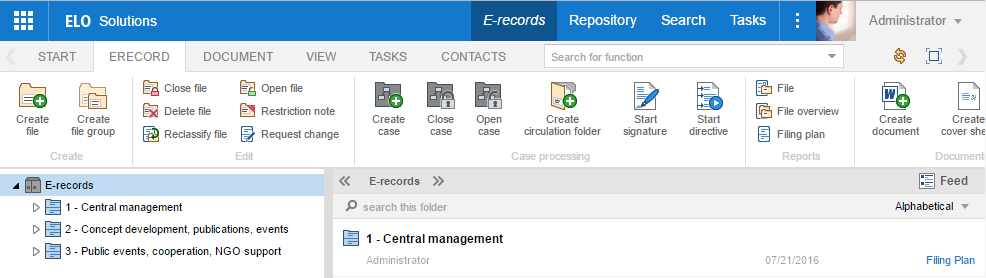 ELO Solutions E-records Repository Search Tasks Administrator
START ERECORD DOCUMENT VIEW TASKS CONTACTS Search for function
Create file
Create file group
Create
Close file
Delete file
Reclassify file
Open file
Restriction note
Request change
Edit
Create case
Close case
Open case
Create circulation folder
Start signature
Start directive
Case processing
File
File overview
Filing plan
Reports
Create document
Create cover she
Document
E-records
1 - Central management
2 - Concept development, publications, events
3 - Public events, cooperation, NGO support
E-records Feed
search this folder Alphabetical
1 - Central management
Administrator 07/21/2016 Filing Plan